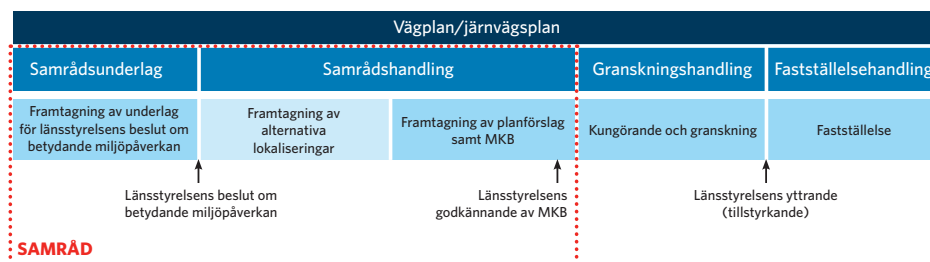 Vägplan/järnvägsplan
Samrådsunderlag
Samrådshandling
Granskningshandling
Fastställelsehandling
Framtagning av underlag
för länsstyrelsens beslut om
betydande miljöpåverkan
Framtagning av
alternativa
lokaliseringar
Framtagning av planförslag
samt MKB
Kungörande och granskning
Fastställelse
Länsstyrelsens beslut om
betydande miljöpåverkan
Länsstyrelsens
godkännande av MKB
Länsstyrelsens yttrande
(tillstyrkande)
SAMRÅD